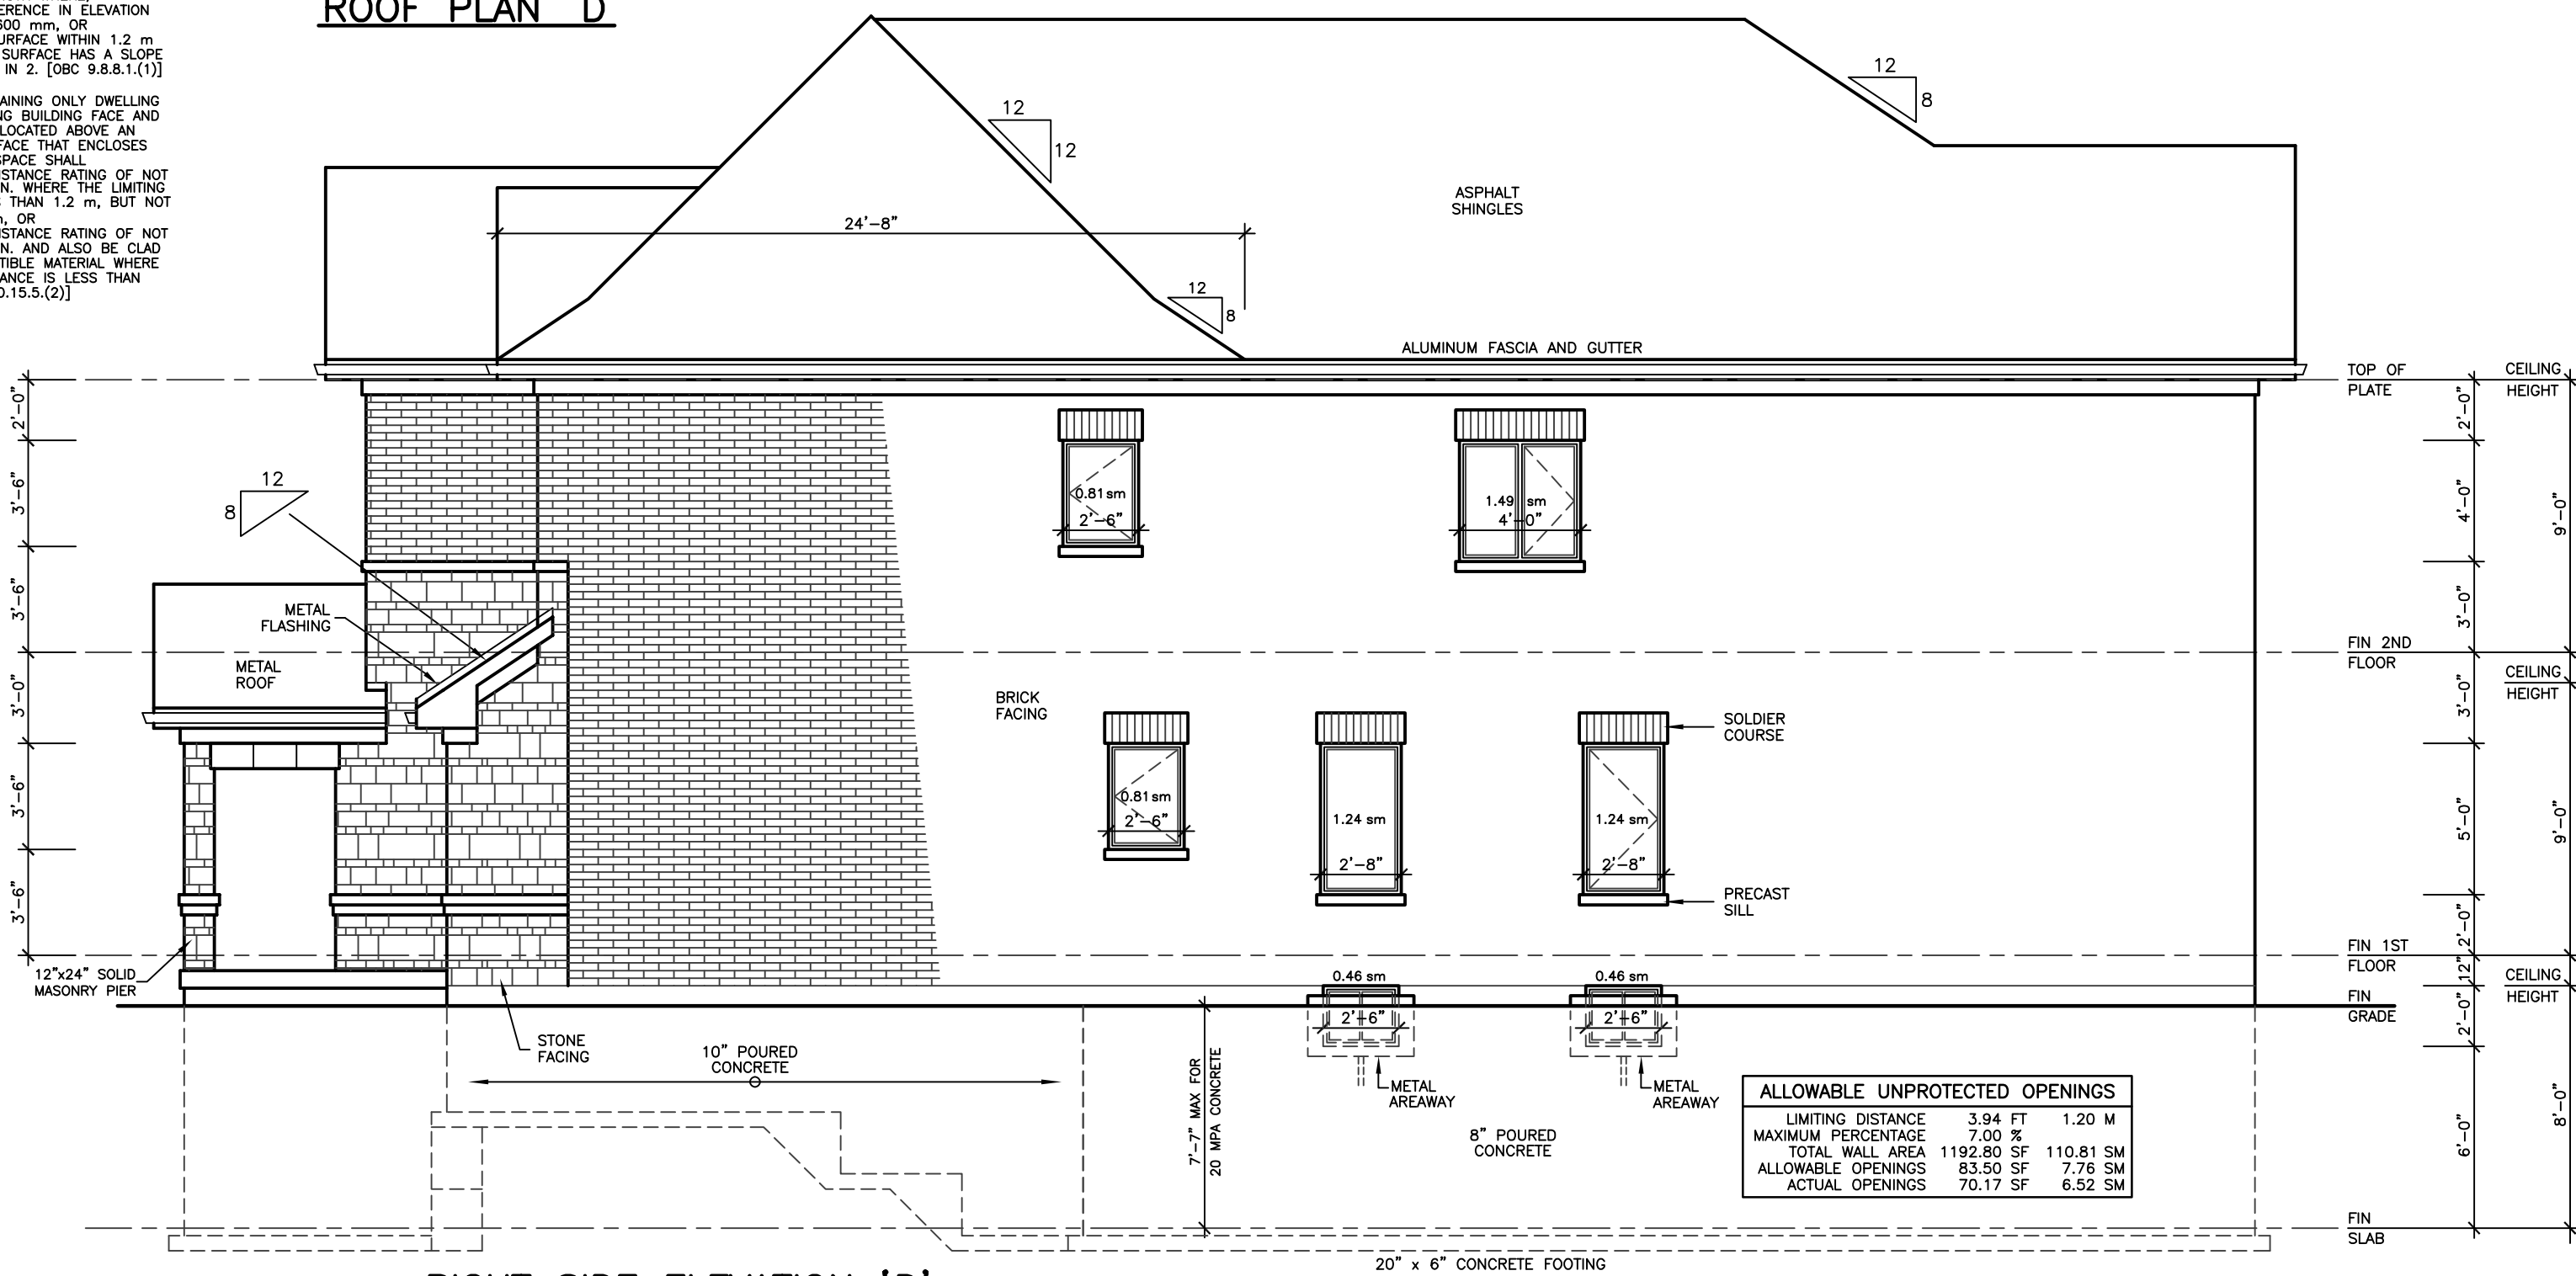 ERENCE IN ELEVATION
600 mm, OR
URFACE WITHIN 1.2 m
SURFACE HAS A SLOPE
IN 2. [OBC 9.8.8.1.(1)]
AINING ONLY DWELLING
NG BUILDING FACE AND
LOCATED ABOVE AN
FACE THAT ENCLOSES
SPACE SHALL
ISTANCE RATING OF NOT
N. WHERE THE LIMITING
S THAN 1.2 m, BUT NOT
m, OR
ISTANCE RATING OF NOT
N. AND ALSO BE CLAD
TIBLE MATERIAL WHERE
ANCE IS LESS THAN
0.15.5.(2)]
ROOF PLAN 'D'
12
8
12
12
ASPHALT
SHINGLES
24'-8"
12
8
ALUMINUM FASCIA AND GUTTER
TOP OF
PLATE
CEILING
HEIGHT
2'-0"
3'-6"
3'-6"
3'-0"
3'-6"
3'-6"
12
8
METAL
FLASHING
METAL
ROOF
12"x24" SOLID
MASONRY PIER
STONE
FACING
BRICK
FACING
0.81 sm
2'-6"
1.49 sm
4'-0"
0.81 sm
2'-6"
1.24 sm
2'-8"
1.24 sm
2'-8"
SOLDIER
COURSE
PRECAST
SILL
0.46 sm
2'-6"
0.46 sm
2'-6"
METAL
AREAWAY
METAL
AREAWAY
10" POURED
CONCRETE
7'-7" MAX FOR
20 MPA CONCRETE
8" POURED
CONCRETE
ALLOWABLE UNPROTECTED OPENINGS
LIMITING DISTANCE 3.94 FT 1.20 M
MAXIMUM PERCENTAGE 7.00 %
TOTAL WALL AREA 1192.80 SF 110.81 SM
ALLOWABLE OPENINGS 83.50 SF 7.76 SM
ACTUAL OPENINGS 70.17 SF 6.52 SM
2'-0"
4'-0"
3'-0"
9'-0"
FIN 2ND
FLOOR
CEILING
HEIGHT
3'-0"
5'-0"
2'-0"
9'-0"
FIN 1ST
FLOOR
12"
CEILING
HEIGHT
FIN
GRADE
2'-0"
6'-0"
8'-0"
FIN
SLAB
20" x 6" CONCRETE FOOTING
RIGHT SIDE ELEVATION 'D'